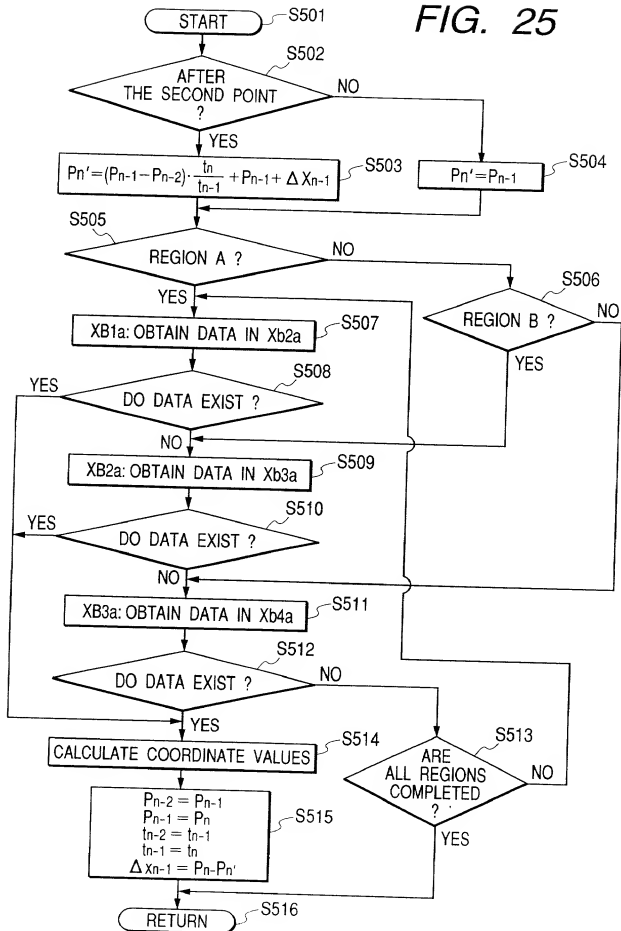 FIG. 25
START
S501
S502
AFTER
THE SECOND POINT
?
NO
YES
S503
Pn'=(Pn-1−Pn-2)·tn/tn-1+Pn-1+ΔXn-1
S504
Pn'=Pn-1
S505
REGION A ?
NO
YES
S506
REGION B ?
NO
YES
S507
XB1a: OBTAIN DATA IN Xb2a
S508
YES
DO DATA EXIST ?
NO
S509
XB2a: OBTAIN DATA IN Xb3a
S510
YES
DO DATA EXIST ?
NO
S511
XB3a: OBTAIN DATA IN Xb4a
S512
DO DATA EXIST ?
NO
YES
S513
ARE
ALL REGIONS
COMPLETED
?
NO
YES
S514
CALCULATE COORDINATE VALUES
S515
Pn-2 = Pn-1
Pn-1 = Pn
tn-2 = tn-1
tn-1 = tn
Δxn-1 = Pn-Pn'
RETURN
S516